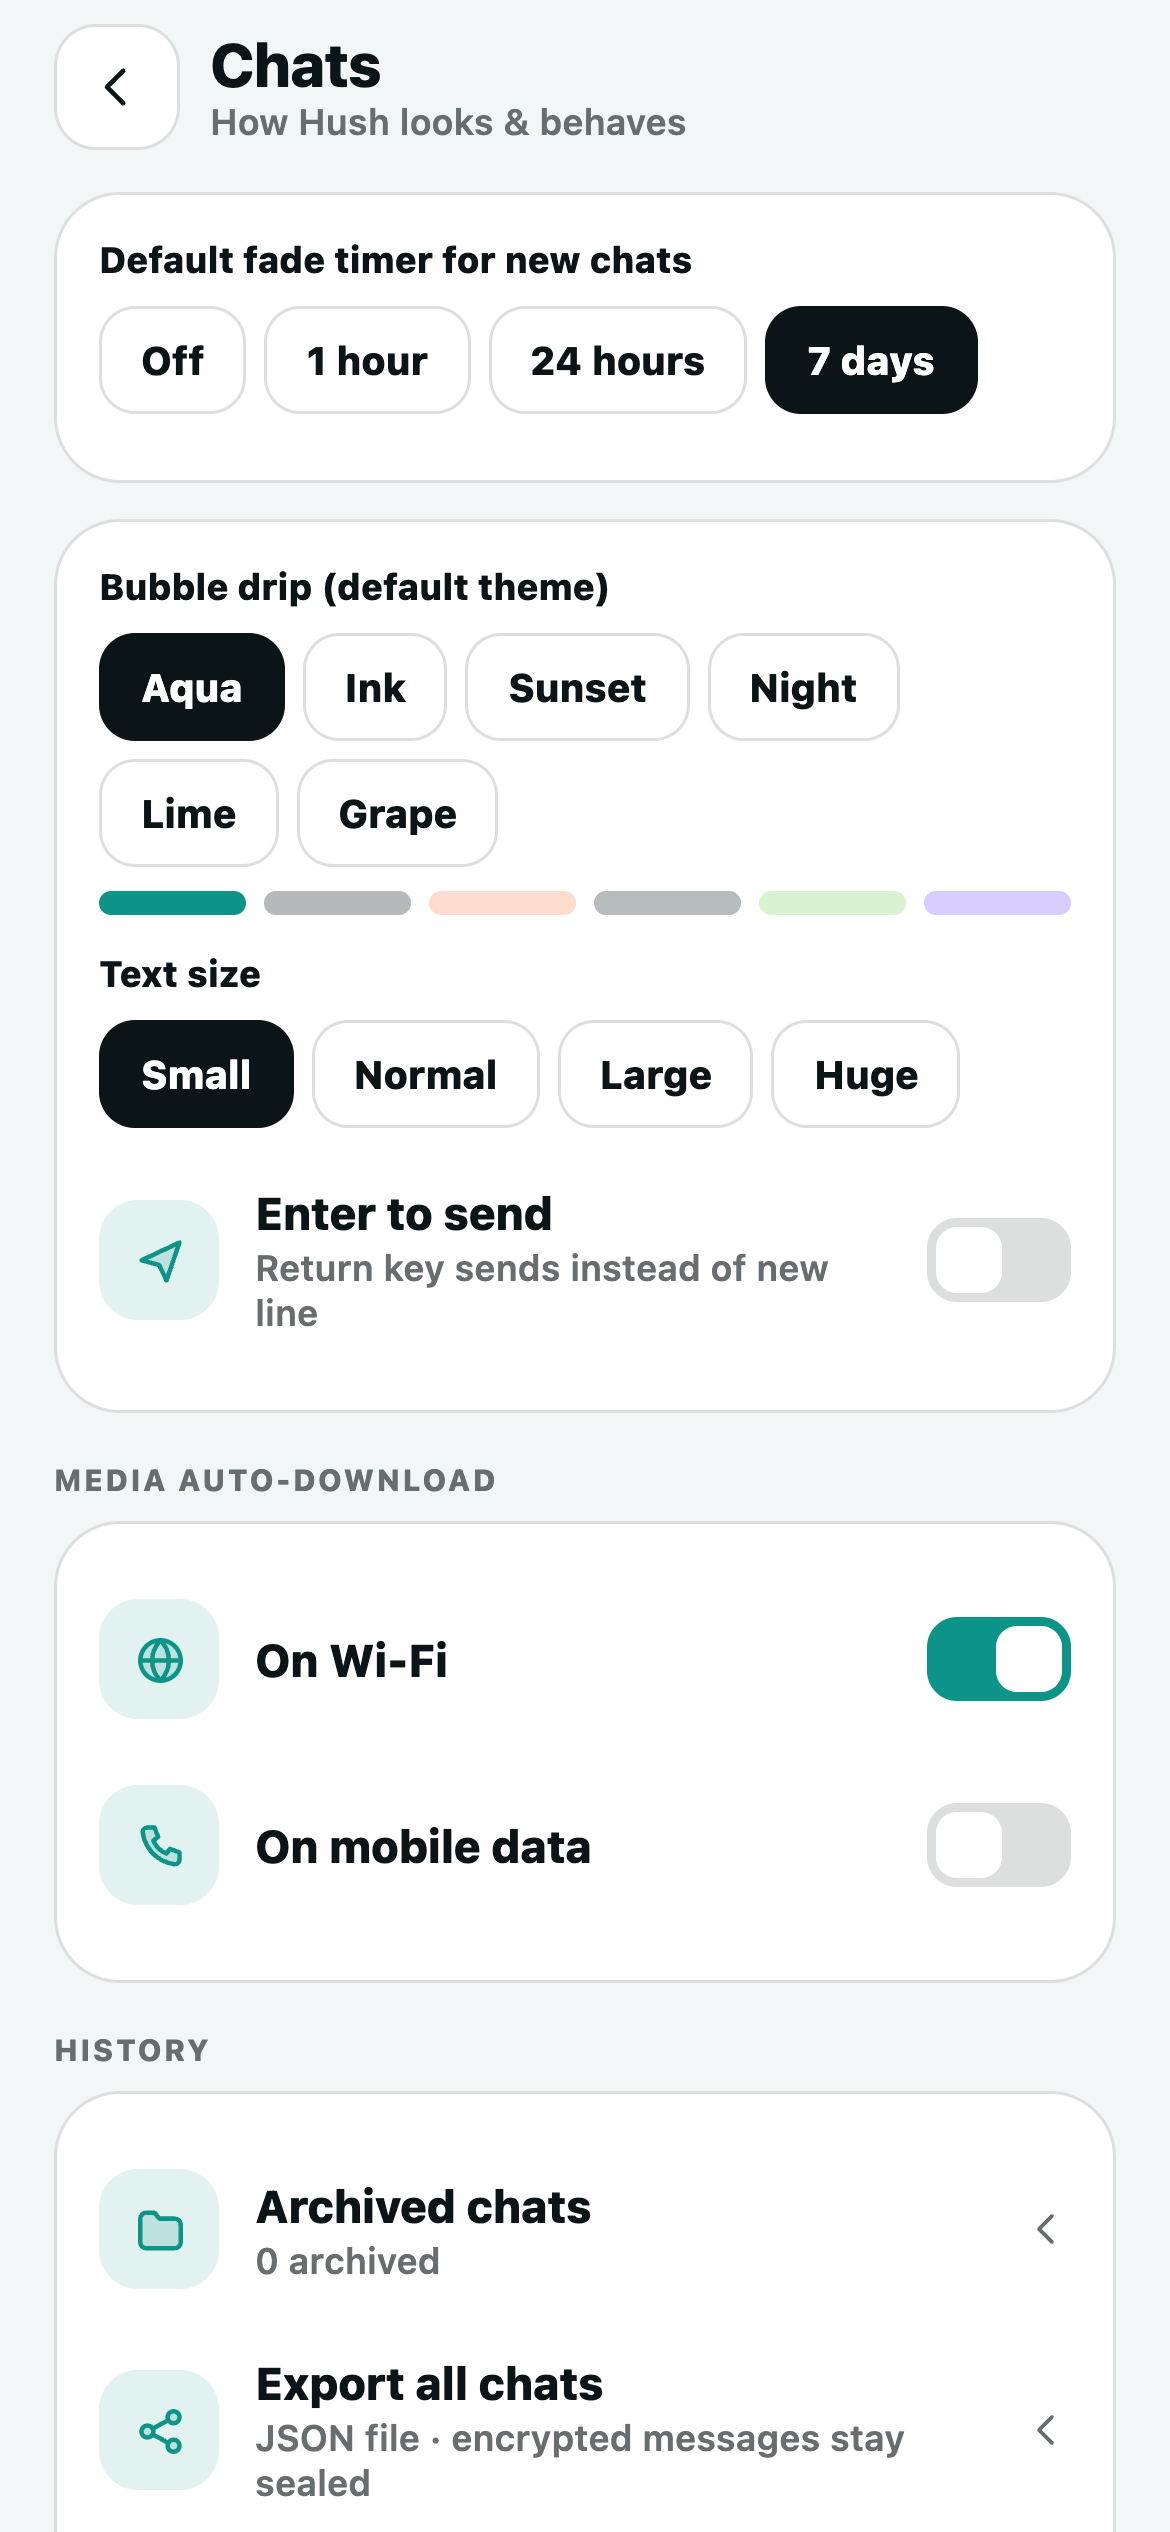 Chats
How Hush looks & behaves
Default fade timer for new chats
Off
1 hour
24 hours
7 days
Bubble drip (default theme)
Aqua
Ink
Sunset
Night
Lime
Grape
Text size
Small
Normal
Large
Huge
Enter to send
Return key sends instead of new
line
MEDIA AUTO-DOWNLOAD
On Wi-Fi
On mobile data
HISTORY
Archived chats
0 archived
Export all chats
JSON file · encrypted messages stay
sealed